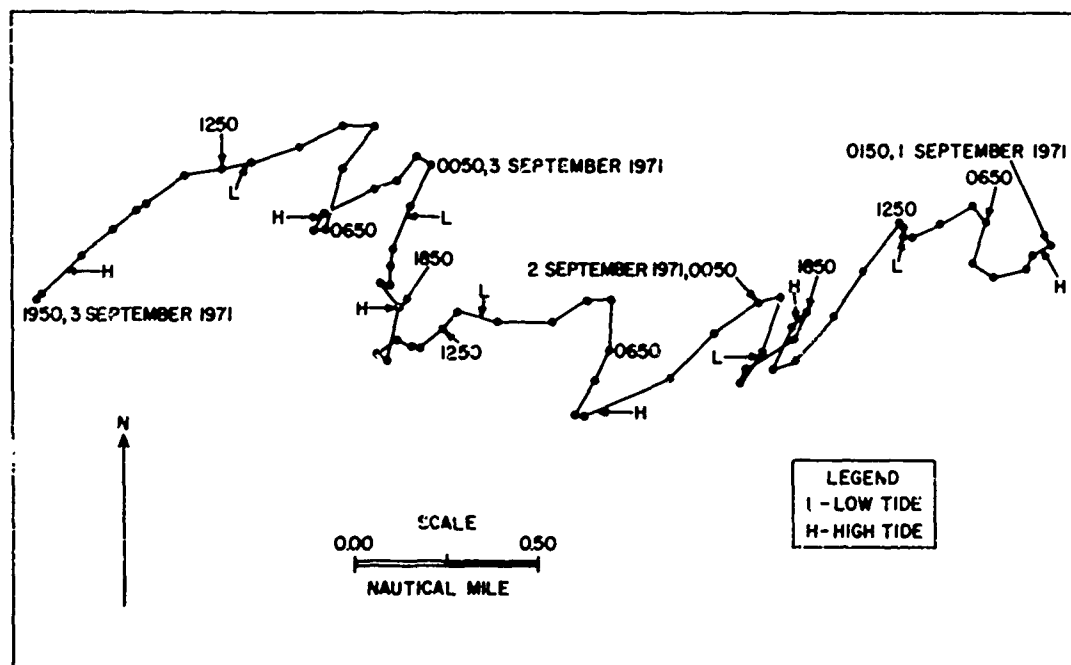 1250
0050, 3 SEPTEMBER 1971
0150, 1 SEPTEMBER 1971
0650
L
H
0650
L
1250
L
H
H
1850
2 SEPTEMBER 1971, 0050
1850
H
H
L
1950, 3 SEPTEMBER 1971
L
1250
0650
L
H
N
LEGEND
L - LOW TIDE
H - HIGH TIDE
SCALE
0.00 0.50
NAUTICAL MILE